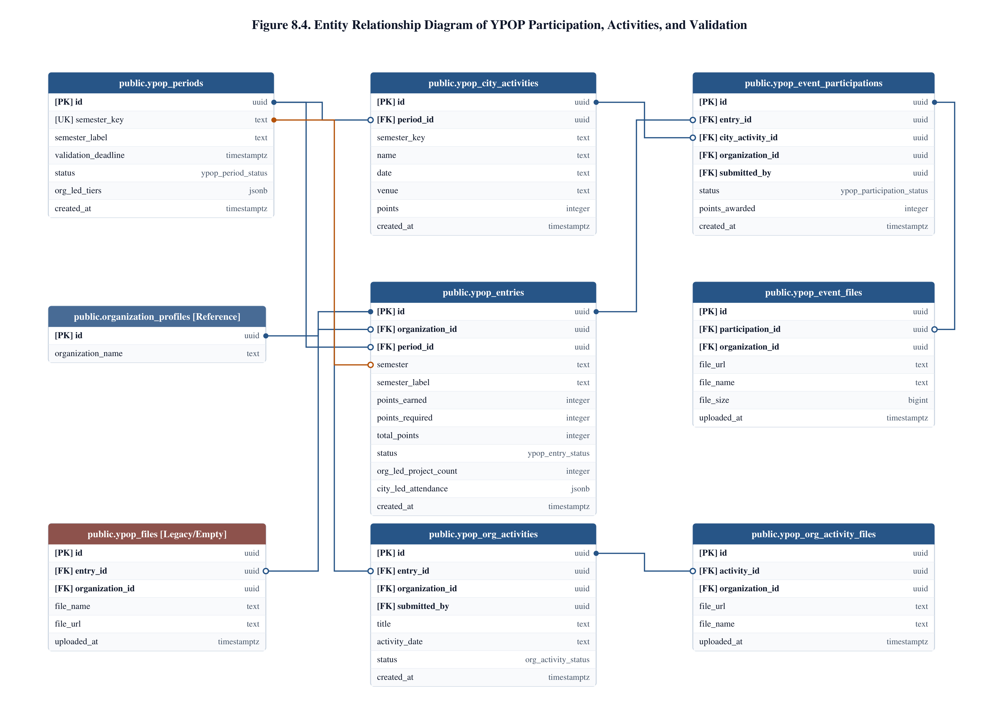 Figure 8.4. Entity Relationship Diagram of YPOP Participation, Activities, and Validation
public.ypop_periods
[PK] id uuid
[UK] semester_key text
semester_label text
validation_deadline timestamptz
status ypop_period_status
org_led_tiers jsonb
created_at timestamptz
public.ypop_city_activities
[PK] id uuid
[FK] period_id uuid
semester_key text
name text
date text
venue text
points integer
created_at timestamptz
public.ypop_event_participations
[PK] id uuid
[FK] entry_id uuid
[FK] city_activity_id uuid
[FK] organization_id uuid
[FK] submitted_by uuid
status ypop_participation_status
points_awarded integer
created_at timestamptz
public.organization_profiles [Reference]
[PK] id uuid
organization_name text
public.ypop_entries
[PK] id uuid
[FK] organization_id uuid
[FK] period_id uuid
semester text
semester_label text
points_earned integer
points_required integer
total_points integer
status ypop_entry_status
org_led_project_count integer
city_led_attendance jsonb
created_at timestamptz
public.ypop_event_files
[PK] id uuid
[FK] participation_id uuid
[FK] organization_id uuid
file_url text
file_name text
file_size bigint
uploaded_at timestamptz
public.ypop_files [Legacy/Empty]
[PK] id uuid
[FK] entry_id uuid
[FK] organization_id uuid
file_name text
file_url text
uploaded_at timestamptz
public.ypop_org_activities
[PK] id uuid
[FK] entry_id uuid
[FK] organization_id uuid
[FK] submitted_by uuid
title text
activity_date text
status org_activity_status
created_at timestamptz
public.ypop_org_activity_files
[PK] id uuid
[FK] activity_id uuid
[FK] organization_id uuid
file_url text
file_name text
uploaded_at timestamptz